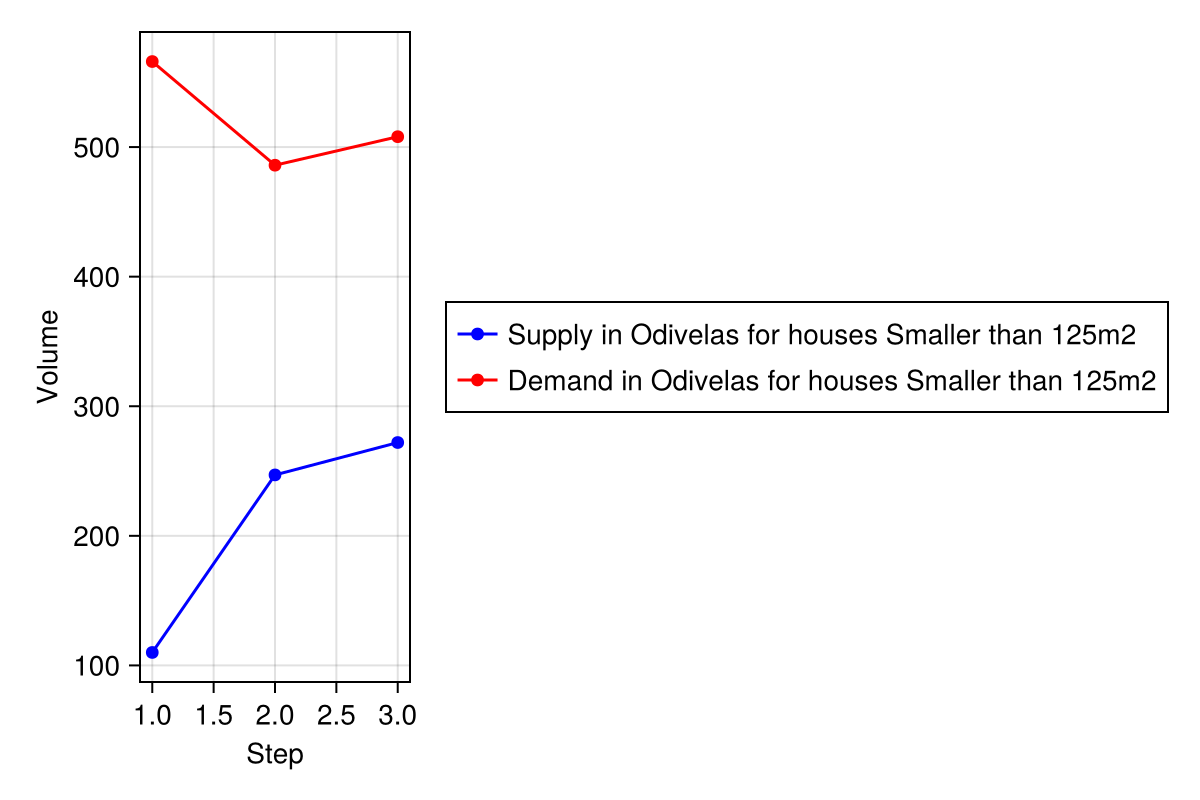 500
400
300
200
100
Volume
1.0 1.5 2.0 2.5 3.0
Step
Supply in Odivelas for houses Smaller than 125m2
Demand in Odivelas for houses Smaller than 125m2